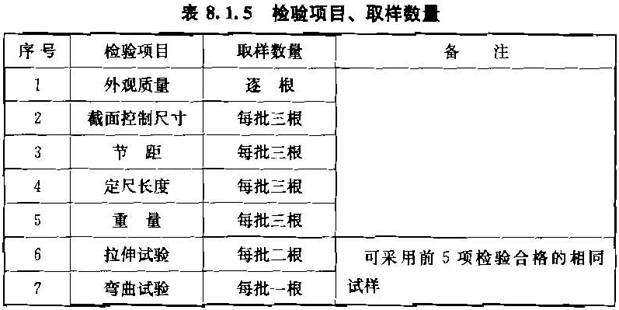 表 8.1.5 检验项目、取样数量
序号 检验项目 取样数量 备 注
1 外观质量 逐 根
2 截面控制尺寸 每批三根
3 节 距 每批三根
4 定尺长度 每批三根
5 重 量 每批三根
6 拉伸试验 每批二根 可采用前 5 项检验合格的相同
试样
7 弯曲试验 每批一根